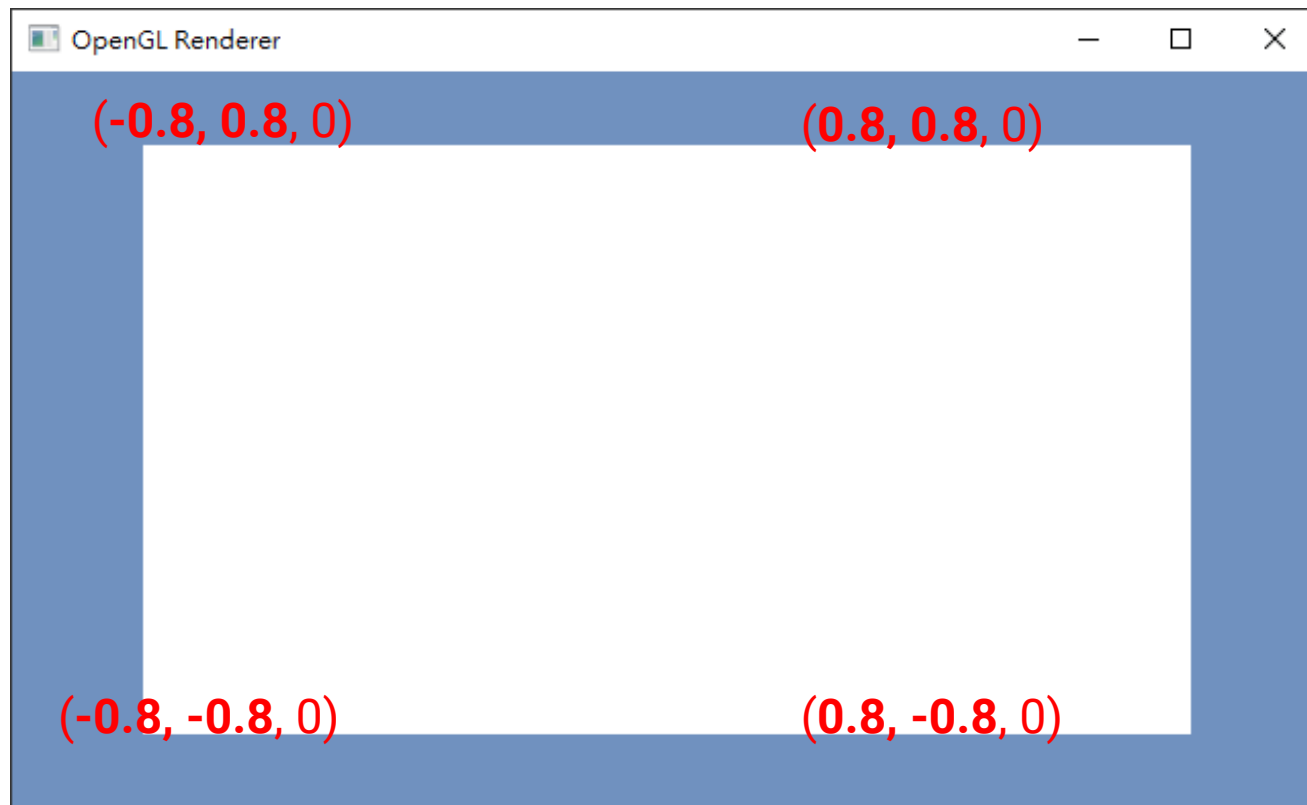 OpenGL Renderer
(-0.8, 0.8, 0)
(0.8, 0.8, 0)
(-0.8, -0.8, 0)
(0.8, -0.8, 0)